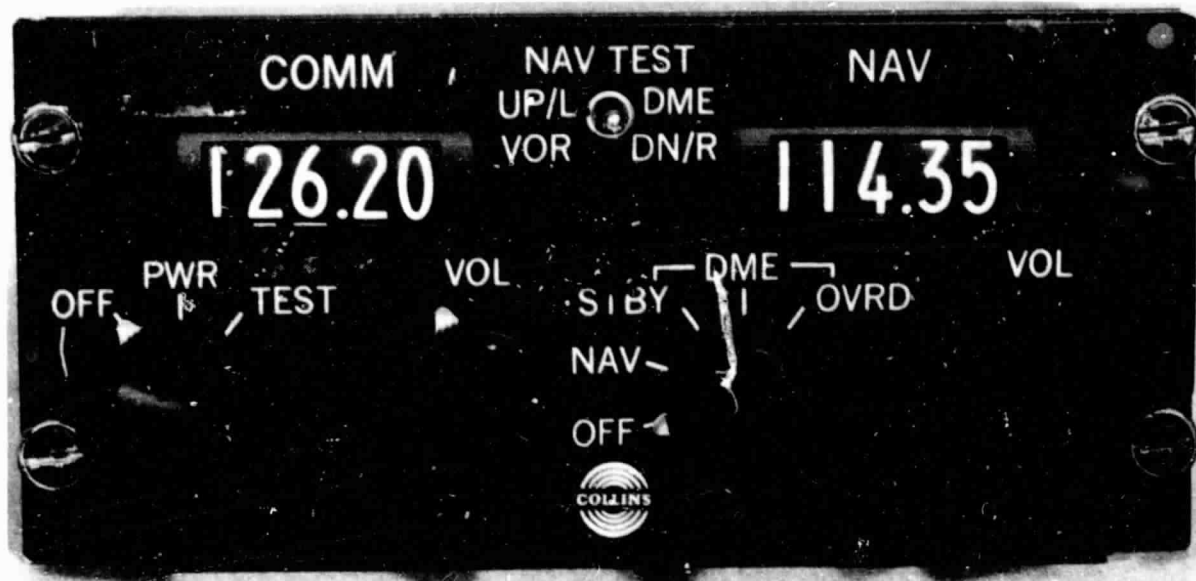 COMM NAV TEST NAV
UP/L DME
VOR DN/R
126.20 114.35
PWR VOL DME VOL
OFF TEST STBY OVRD
NAV
OFF
COLLINS